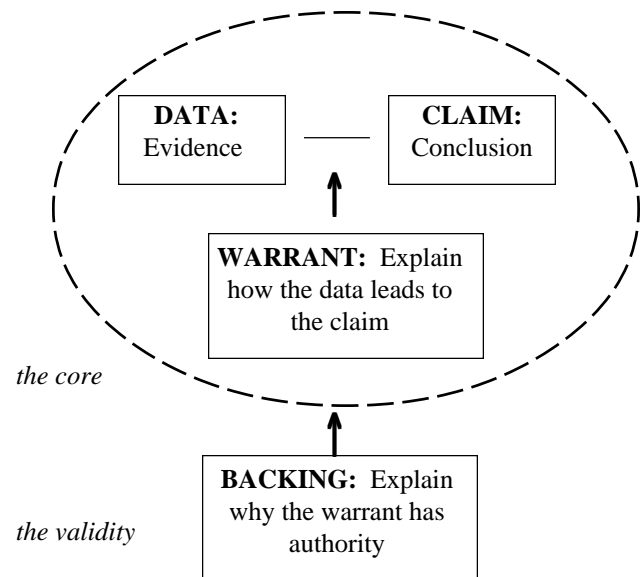 DATA:
Evidence
CLAIM:
Conclusion
WARRANT: Explain
how the data leads to
the claim
the core
BACKING: Explain
why the warrant has
authority
the validity